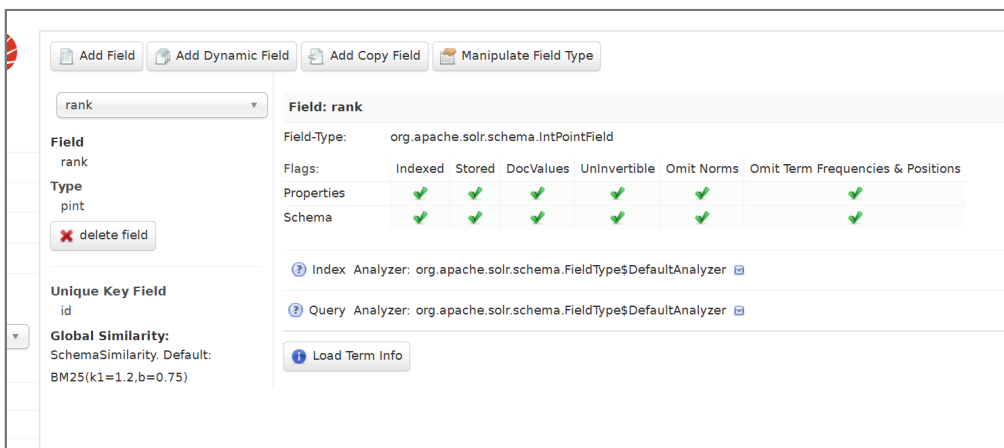 Add Field Add Dynamic Field Add Copy Field Manipulate Field Type
rank
Field
rank
Type
pint
delete field
Unique Key Field
id
Global Similarity:
SchemaSimilarity. Default:
BM25(k1=1.2,b=0.75)
Field: rank
Field-Type: org.apache.solr.schema.IntPointField
Flags: Indexed Stored DocValues UnInvertible Omit Norms Omit Term Frequencies & Positions
Properties
Schema
Index Analyzer: org.apache.solr.schema.FieldType$DefaultAnalyzer
Query Analyzer: org.apache.solr.schema.FieldType$DefaultAnalyzer
Load Term Info